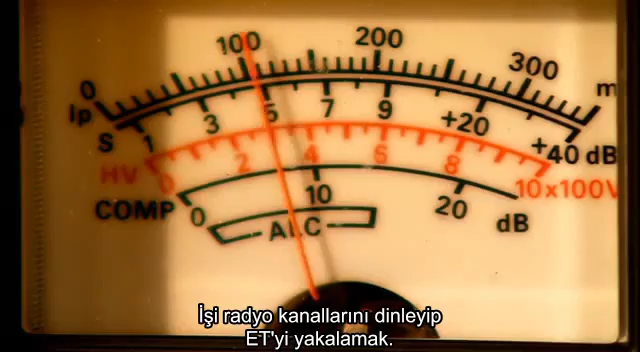 0 100 200 300 m
Ip
S 1 3 5 7 9 +20 +40 dB
HV 0 2 4 6 8 10x100V
COMP 0 10 20 dB
ALC
İşi radyo kanallarını dinleyip
ET'yi yakalamak.